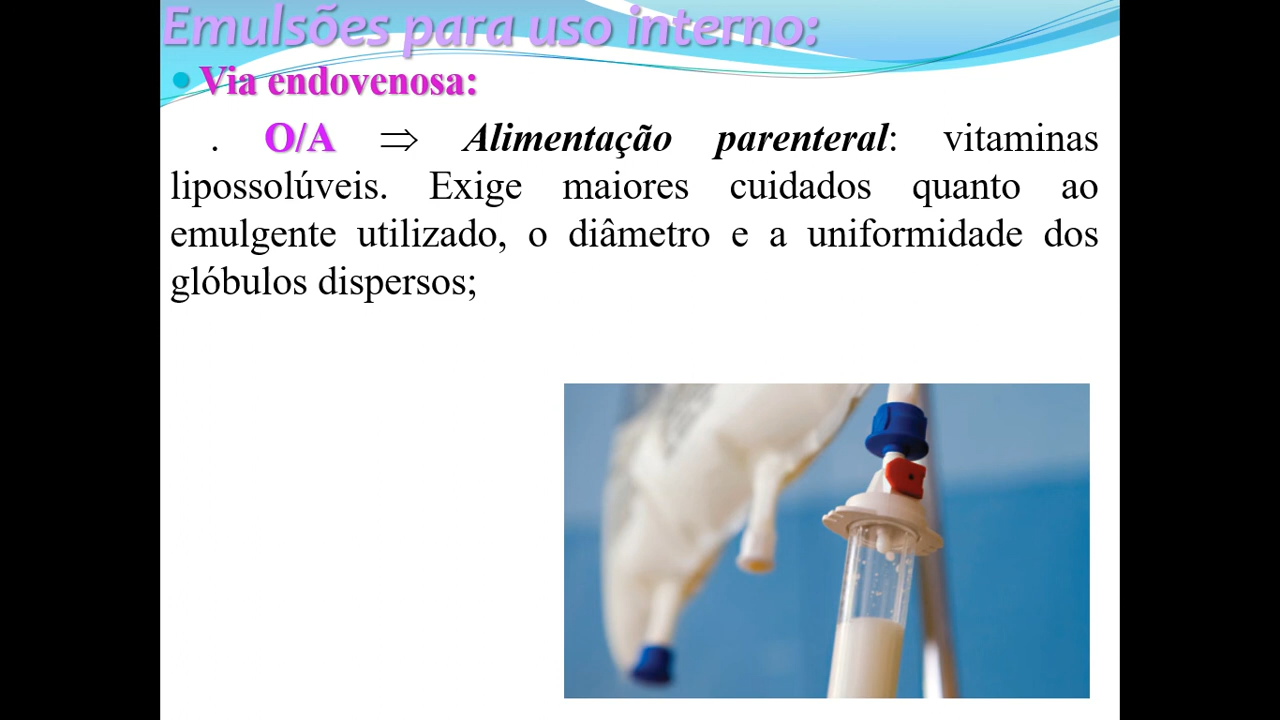 Emulsões para uso interno:
• Via endovenosa:
. O/A ⇒ Alimentação parenteral: vitaminas
lipossolúveis. Exige maiores cuidados quanto ao
emulgente utilizado, o diâmetro e a uniformidade dos
glóbulos dispersos;